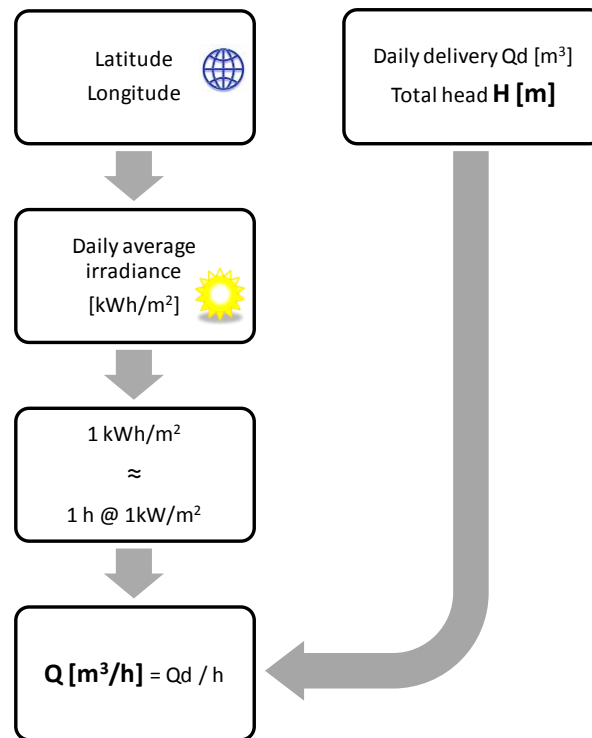 Latitude
Longitude
Daily delivery Qd [m³]
Total head H [m]
Daily average
irradiance
[kWh/m²]
1 kWh/m²
≈
1 h @ 1kW/m²
Q [m³/h] = Qd / h